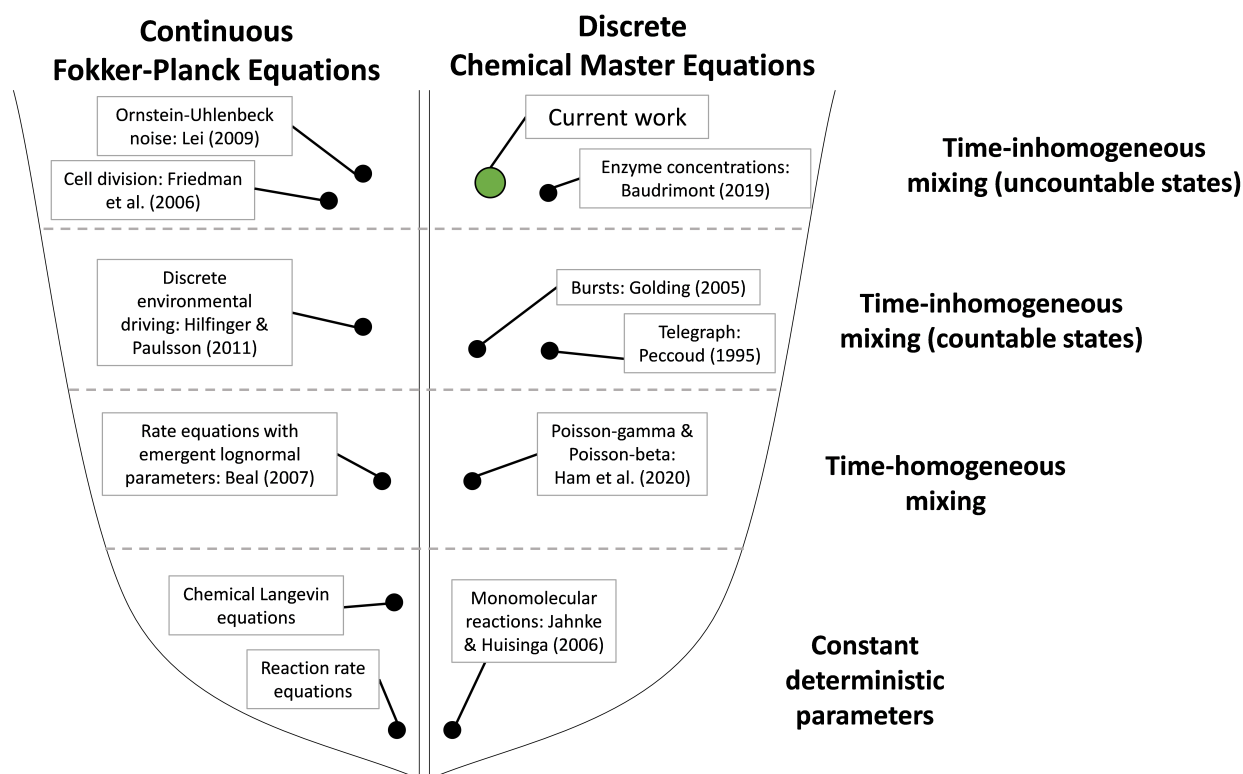 Continuous
Fokker-Planck Equations
Discrete
Chemical Master Equations
Ornstein-Uhlenbeck
noise: Lei (2009)
Cell division: Friedman
et al. (2006)
Current work
Enzyme concentrations:
Baudrimont (2019)
Time-inhomogeneous
mixing (uncountable states)
Discrete
environmental
driving: Hilfinger &
Paulsson (2011)
Bursts: Golding (2005)
Telegraph:
Peccoud (1995)
Time-inhomogeneous
mixing (countable states)
Rate equations with
emergent lognormal
parameters: Beal (2007)
Poisson-gamma &
Poisson-beta:
Ham et al. (2020)
Time-homogeneous
mixing
Chemical Langevin
equations
Reaction rate
equations
Monomolecular
reactions: Jahnke
& Huisinga (2006)
Constant
deterministic
parameters